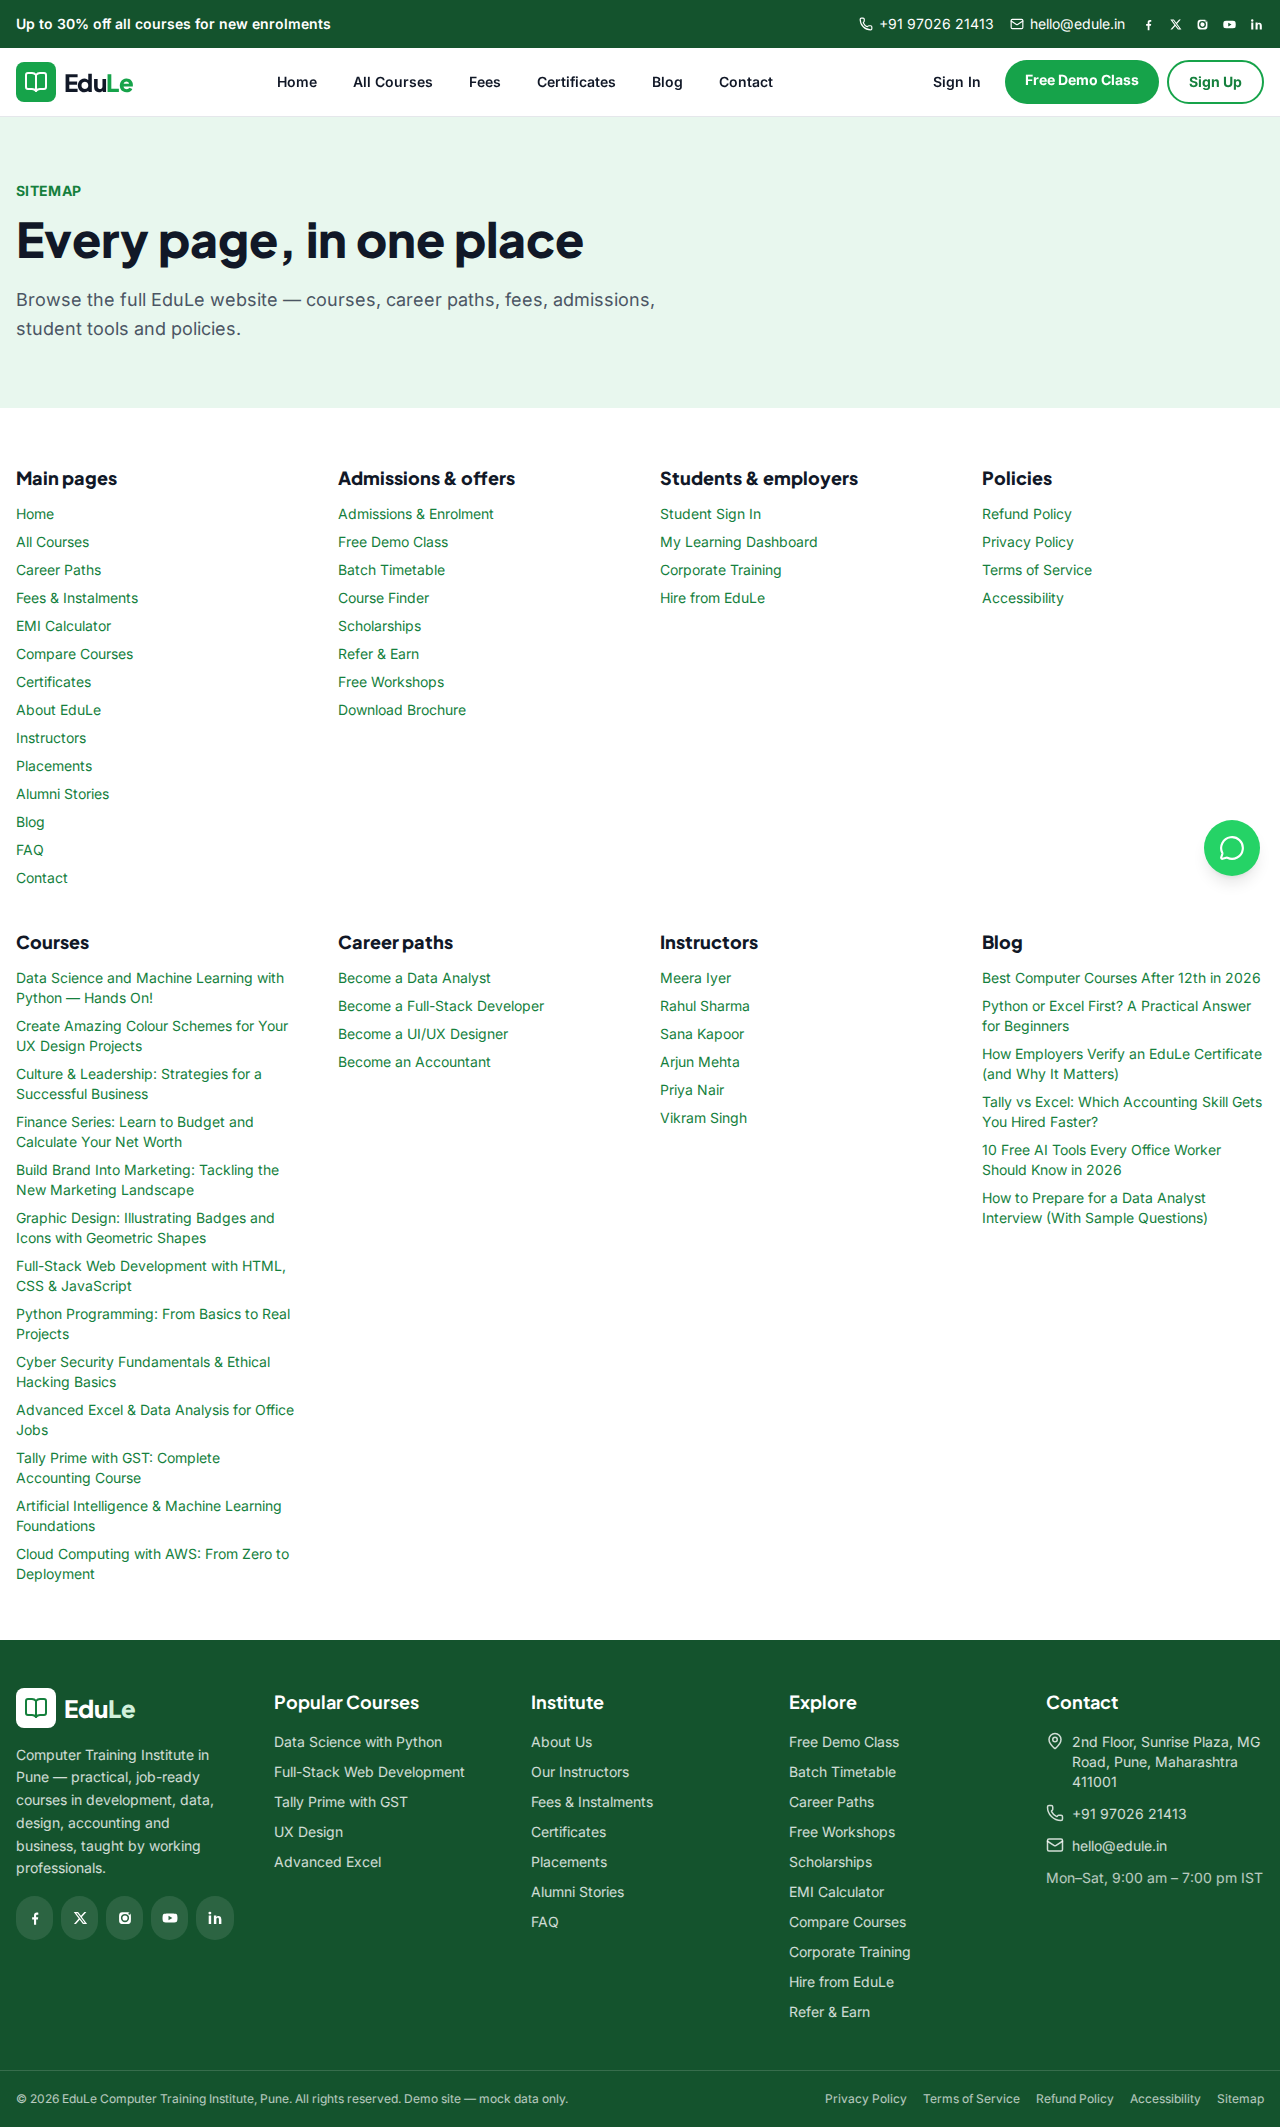 Up to 30% off all courses for new enrolments
+91 97026 21413
hello@edule.in
EduLe
Home
All Courses
Fees
Certificates
Blog
Contact
Sign In
Free Demo Class
Sign Up
SITEMAP
Every page, in one place
Browse the full EduLe website — courses, career paths, fees, admissions,
student tools and policies.
Main pages
Home
All Courses
Career Paths
Fees & Instalments
EMI Calculator
Compare Courses
Certificates
About EduLe
Instructors
Placements
Alumni Stories
Blog
FAQ
Contact
Admissions & offers
Admissions & Enrolment
Free Demo Class
Batch Timetable
Course Finder
Scholarships
Refer & Earn
Free Workshops
Download Brochure
Students & employers
Student Sign In
My Learning Dashboard
Corporate Training
Hire from EduLe
Policies
Refund Policy
Privacy Policy
Terms of Service
Accessibility
Courses
Data Science and Machine Learning with
Python — Hands On!
Create Amazing Colour Schemes for Your
UX Design Projects
Culture & Leadership: Strategies for a
Successful Business
Finance Series: Learn to Budget and
Calculate Your Net Worth
Build Brand Into Marketing: Tackling the
New Marketing Landscape
Graphic Design: Illustrating Badges and
Icons with Geometric Shapes
Full-Stack Web Development with HTML,
CSS & JavaScript
Python Programming: From Basics to Real
Projects
Cyber Security Fundamentals & Ethical
Hacking Basics
Advanced Excel & Data Analysis for Office
Jobs
Tally Prime with GST: Complete
Accounting Course
Artificial Intelligence & Machine Learning
Foundations
Cloud Computing with AWS: From Zero to
Deployment
Career paths
Become a Data Analyst
Become a Full-Stack Developer
Become a UI/UX Designer
Become an Accountant
Instructors
Meera Iyer
Rahul Sharma
Sana Kapoor
Arjun Mehta
Priya Nair
Vikram Singh
Blog
Best Computer Courses After 12th in 2026
Python or Excel First? A Practical Answer
for Beginners
How Employers Verify an EduLe Certificate
(and Why It Matters)
Tally vs Excel: Which Accounting Skill Gets
You Hired Faster?
10 Free AI Tools Every Office Worker
Should Know in 2026
How to Prepare for a Data Analyst
Interview (With Sample Questions)
EduLe
Computer Training Institute in
Pune — practical, job-ready
courses in development, data,
design, accounting and
business, taught by working
professionals.
Popular Courses
Data Science with Python
Full-Stack Web Development
Tally Prime with GST
UX Design
Advanced Excel
Institute
About Us
Our Instructors
Fees & Instalments
Certificates
Placements
Alumni Stories
FAQ
Explore
Free Demo Class
Batch Timetable
Career Paths
Free Workshops
Scholarships
EMI Calculator
Compare Courses
Corporate Training
Hire from EduLe
Refer & Earn
Contact
2nd Floor, Sunrise Plaza, MG
Road, Pune, Maharashtra
411001
+91 97026 21413
hello@edule.in
Mon–Sat, 9:00 am – 7:00 pm IST
© 2026 EduLe Computer Training Institute, Pune. All rights reserved. Demo site — mock data only.
Privacy Policy
Terms of Service
Refund Policy
Accessibility
Sitemap